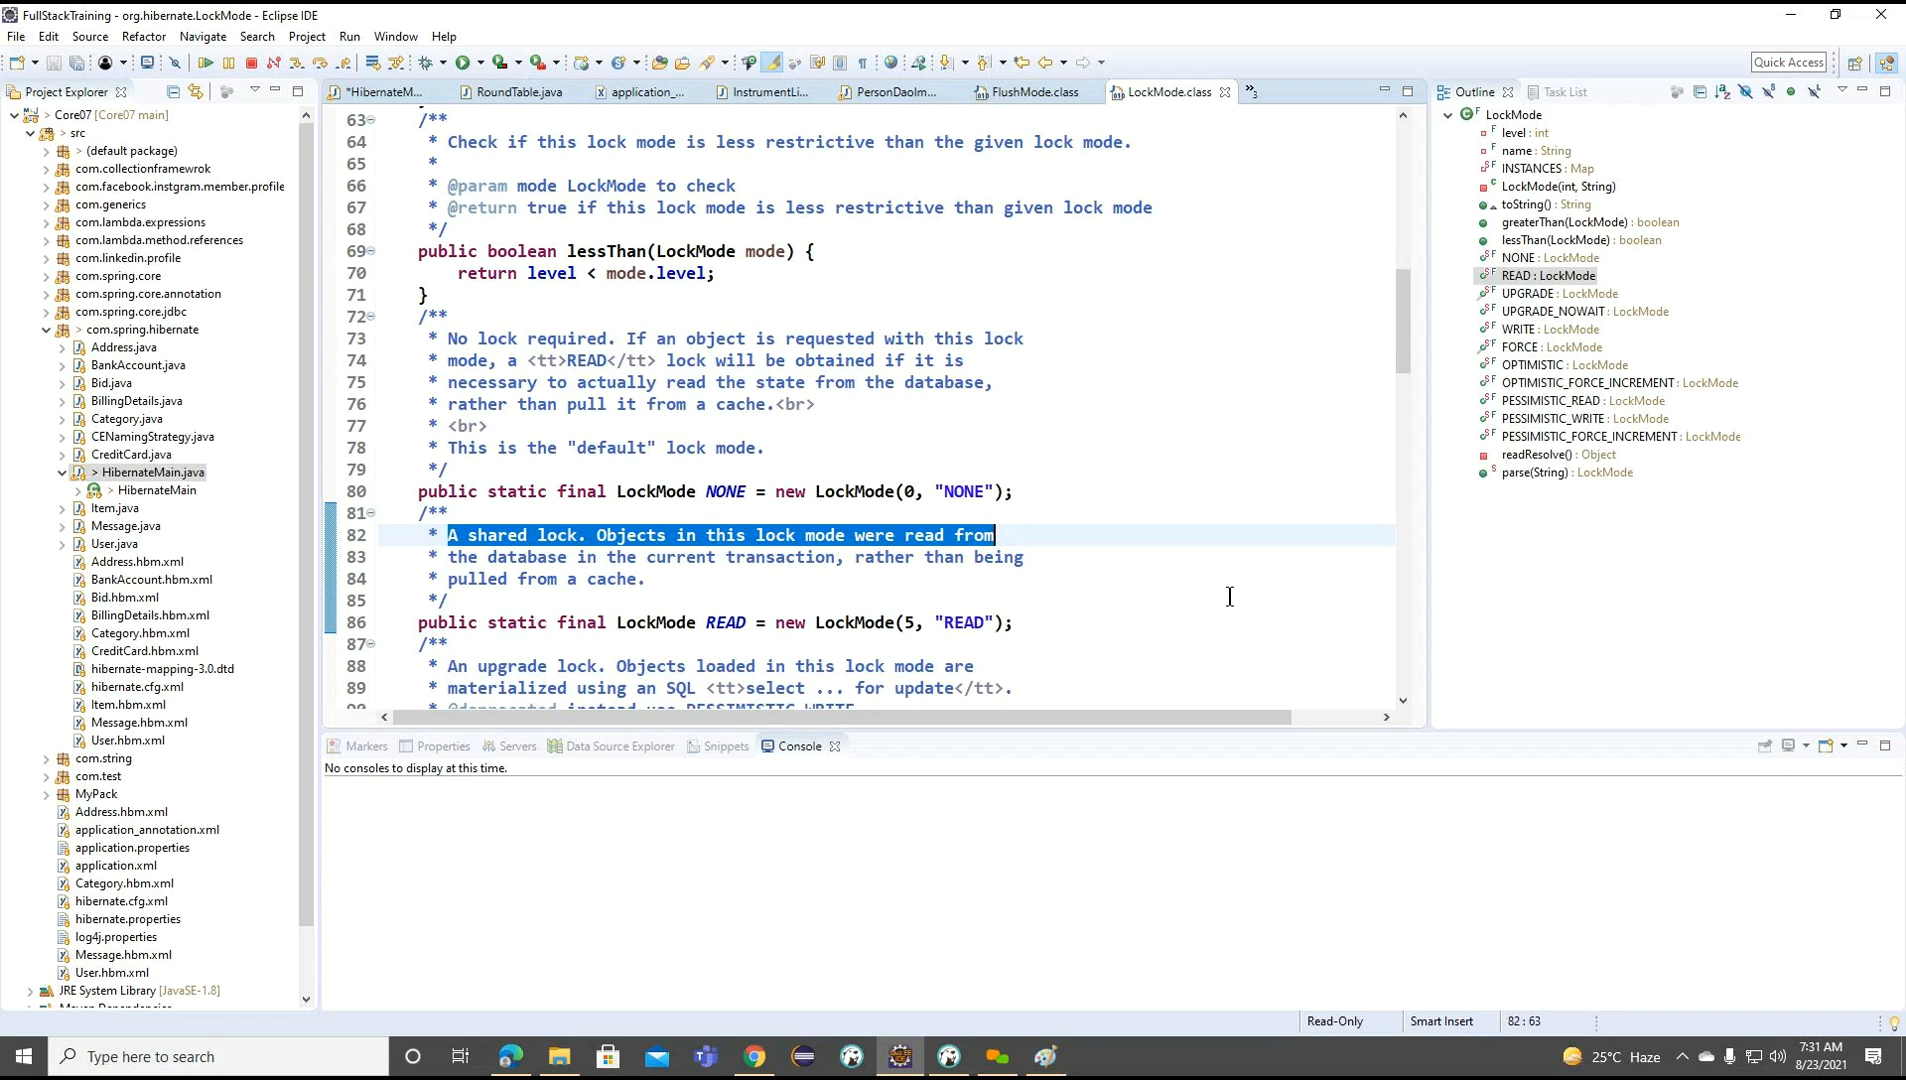 FullStackTraining - org.hibernate.LockMode - Eclipse IDE
File Edit Source Refactor Navigate Search Project Run Window Help
Quick Access
Project Explorer
> Core07 [Core07 main]
> src
> (default package)
com.collectionframewrok
com.facebook.instgram.member.profile
com.generics
com.lambda.expressions
com.lambda.method.references
com.linkedin.profile
com.spring.core
com.spring.core.annotation
com.spring.core.jdbc
> com.spring.hibernate
Address.java
BankAccount.java
Bid.java
BillingDetails.java
Category.java
CENamingStrategy.java
CreditCard.java
> HibernateMain.java
> HibernateMain
Item.java
Message.java
User.java
Address.hbm.xml
BankAccount.hbm.xml
Bid.hbm.xml
BillingDetails.hbm.xml
Category.hbm.xml
CreditCard.hbm.xml
hibernate-mapping-3.0.dtd
hibernate.cfg.xml
Item.hbm.xml
Message.hbm.xml
User.hbm.xml
com.string
com.test
MyPack
Address.hbm.xml
application_annotation.xml
application.properties
application.xml
Category.hbm.xml
hibernate.cfg.xml
hibernate.properties
log4j.properties
Message.hbm.xml
User.hbm.xml
JRE System Library [JavaSE-1.8]
*HibernateM... RoundTable.java application_... InstrumentLi... PersonDaoIm... FlushMode.class LockMode.class »3
63 /**
64 * Check if this lock mode is less restrictive than the given lock mode.
65 *
66 * @param mode LockMode to check
67 * @return true if this lock mode is less restrictive than given lock mode
68 */
69 public boolean lessThan(LockMode mode) {
70 return level < mode.level;
71 }
72 /**
73 * No lock required. If an object is requested with this lock
74 * mode, a <tt>READ</tt> lock will be obtained if it is
75 * necessary to actually read the state from the database,
76 * rather than pull it from a cache.<br>
77 * <br>
78 * This is the "default" lock mode.
79 */
80 public static final LockMode NONE = new LockMode(0, "NONE");
81 /**
82 * A shared lock. Objects in this lock mode were read from
83 * the database in the current transaction, rather than being
84 * pulled from a cache.
85 */
86 public static final LockMode READ = new LockMode(5, "READ");
87 /**
88 * An upgrade lock. Objects loaded in this lock mode are
89 * materialized using an SQL <tt>select ... for update</tt>.
Outline Task List
LockMode
level : int
name : String
INSTANCES : Map
LockMode(int, String)
toString() : String
greaterThan(LockMode) : boolean
lessThan(LockMode) : boolean
NONE : LockMode
READ : LockMode
UPGRADE : LockMode
UPGRADE_NOWAIT : LockMode
WRITE : LockMode
FORCE : LockMode
OPTIMISTIC : LockMode
OPTIMISTIC_FORCE_INCREMENT : LockMode
PESSIMISTIC_READ : LockMode
PESSIMISTIC_WRITE : LockMode
PESSIMISTIC_FORCE_INCREMENT : LockMode
readResolve() : Object
parse(String) : LockMode
Markers Properties Servers Data Source Explorer Snippets Console
No consoles to display at this time.
Read-Only Smart Insert 82 : 63
Type here to search
25°C Haze
7:31 AM
8/23/2021